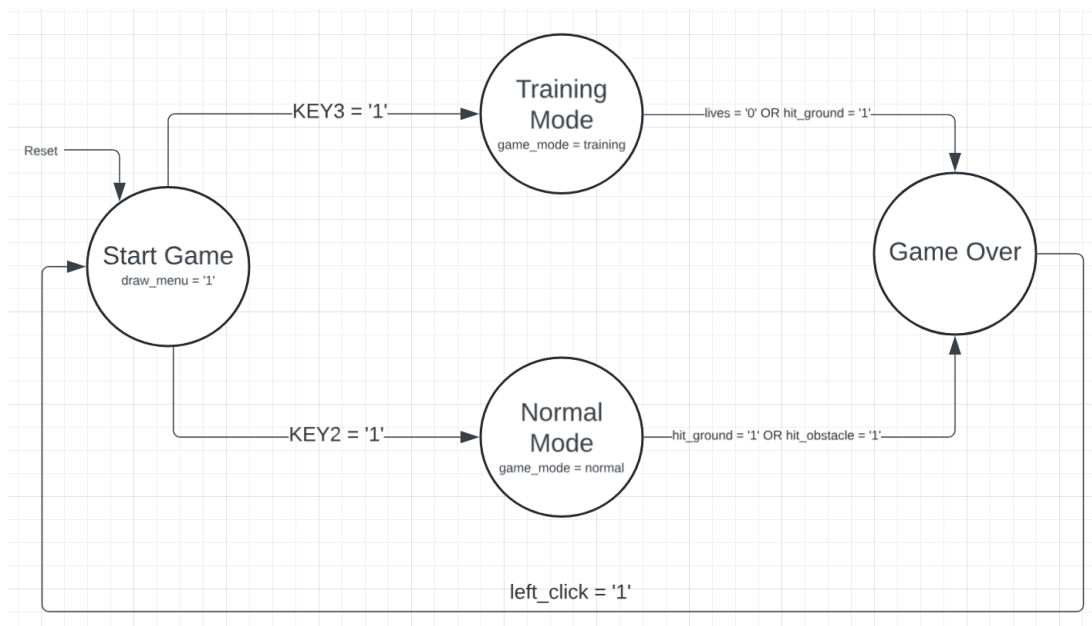 Training
Mode
game_mode = training
KEY3 = '1'
lives = '0' OR hit_ground = '1'
Reset
Start Game
draw_menu = '1'
Game Over
Normal
Mode
game_mode = normal
KEY2 = '1'
hit_ground = '1' OR hit_obstacle = '1'
left_click = '1'